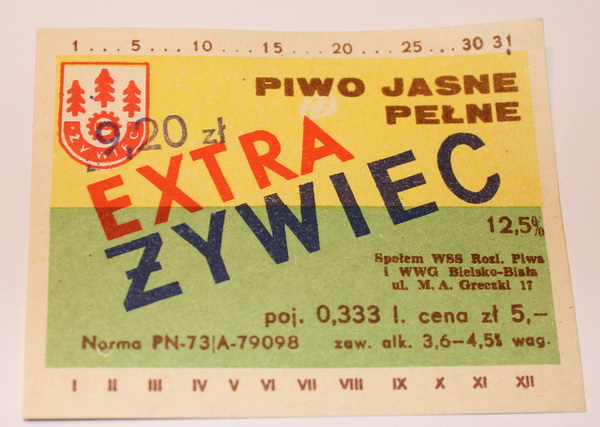 1 . . . 5 . . . . 10 . . . . 15 . . . . 20 . . . . 25 . . . 30 31
PIWO JASNE
PEŁNE
ŻYWIEC
9,20 zł
EXTRA
ŻYWIEC
12,5%
Społem WSS Rozl. Piwa
i WWG Bielsko-Biała
ul. M. A. Greczki 17
poj. 0,333 l. cena zł 5,—
Norma PN-73|A-79098 zaw. alk. 3,6-4,5% wag.
I II III IV V VI VII VIII IX X XI XII